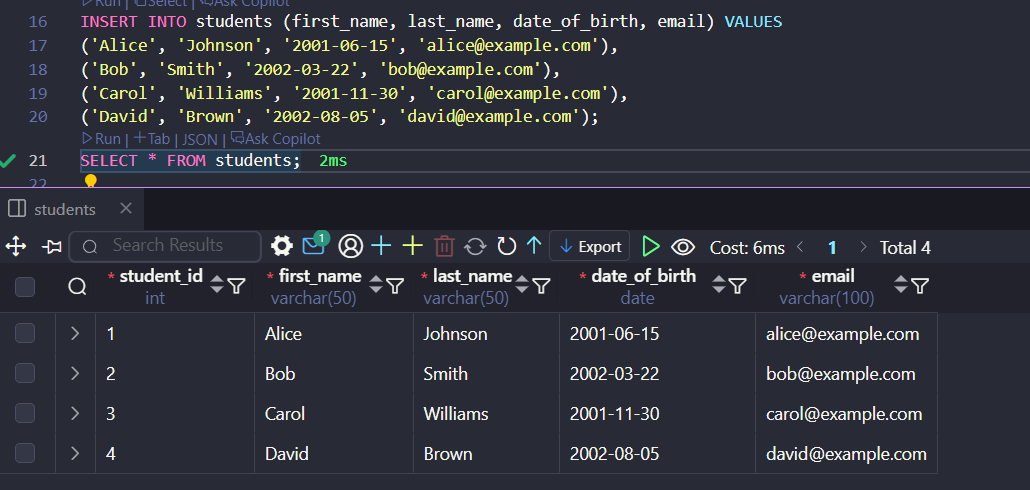 Run | Select | Ask Copilot
16 INSERT INTO students (first_name, last_name, date_of_birth, email) VALUES
17 ('Alice', 'Johnson', '2001-06-15', 'alice@example.com'),
18 ('Bob', 'Smith', '2002-03-22', 'bob@example.com'),
19 ('Carol', 'Williams', '2001-11-30', 'carol@example.com'),
20 ('David', 'Brown', '2002-08-05', 'david@example.com');
Run | +Tab | JSON | Ask Copilot
21 SELECT * FROM students; 2ms
22
students ×
Search Results 1 Export Cost: 6ms < 1 > Total 4
* student_id * first_name * last_name * date_of_birth * email
int varchar(50) varchar(50) date varchar(100)
1 Alice Johnson 2001-06-15 alice@example.com
2 Bob Smith 2002-03-22 bob@example.com
3 Carol Williams 2001-11-30 carol@example.com
4 David Brown 2002-08-05 david@example.com